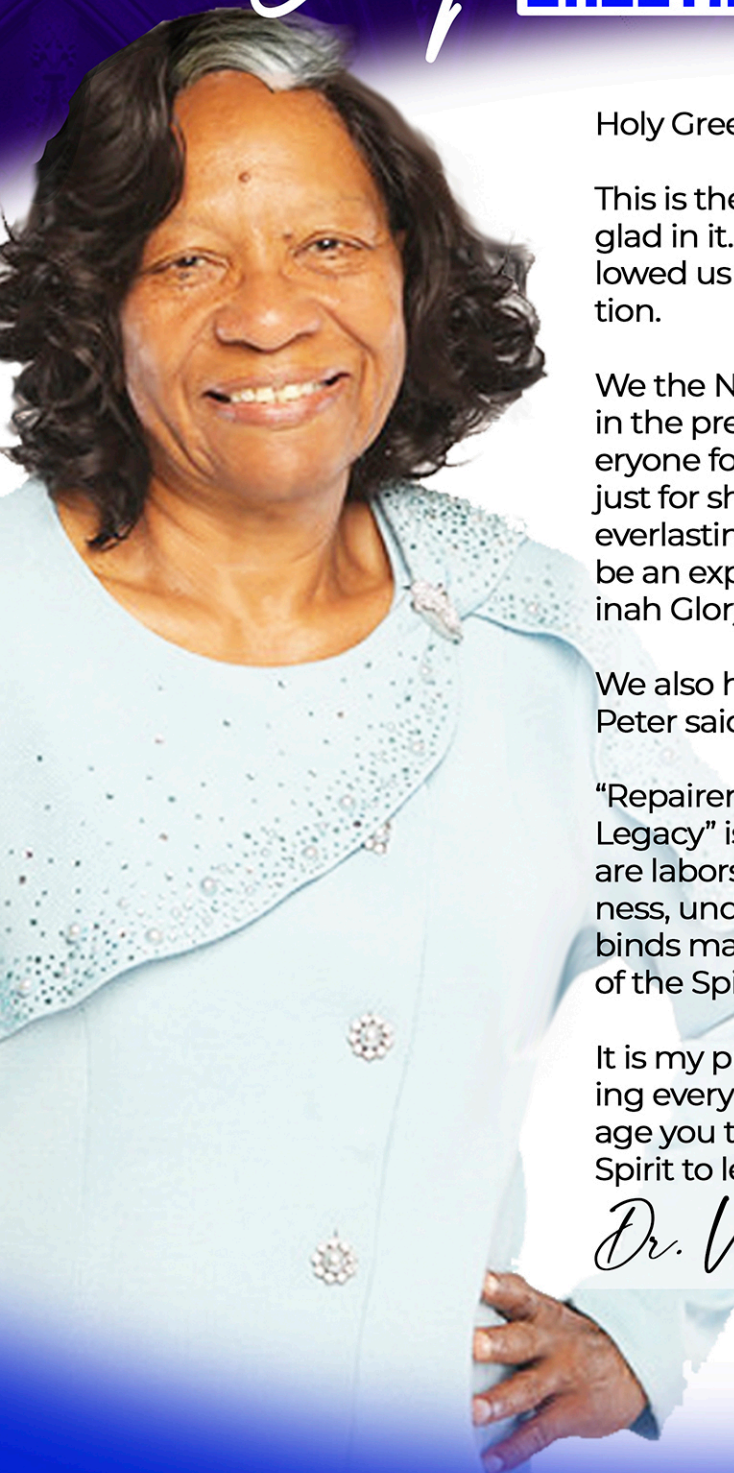 Holy Gree
This is the
glad in it.
lowed us
tion.
We the N
in the pre
eryone fo
just for sh
everlastin
be an exp
inah Glor
We also h
Peter said
“Repairer
Legacy” is
are labors
ness, und
binds ma
of the Spi
It is my p
ing every
age you t
Spirit to le
Dr. V